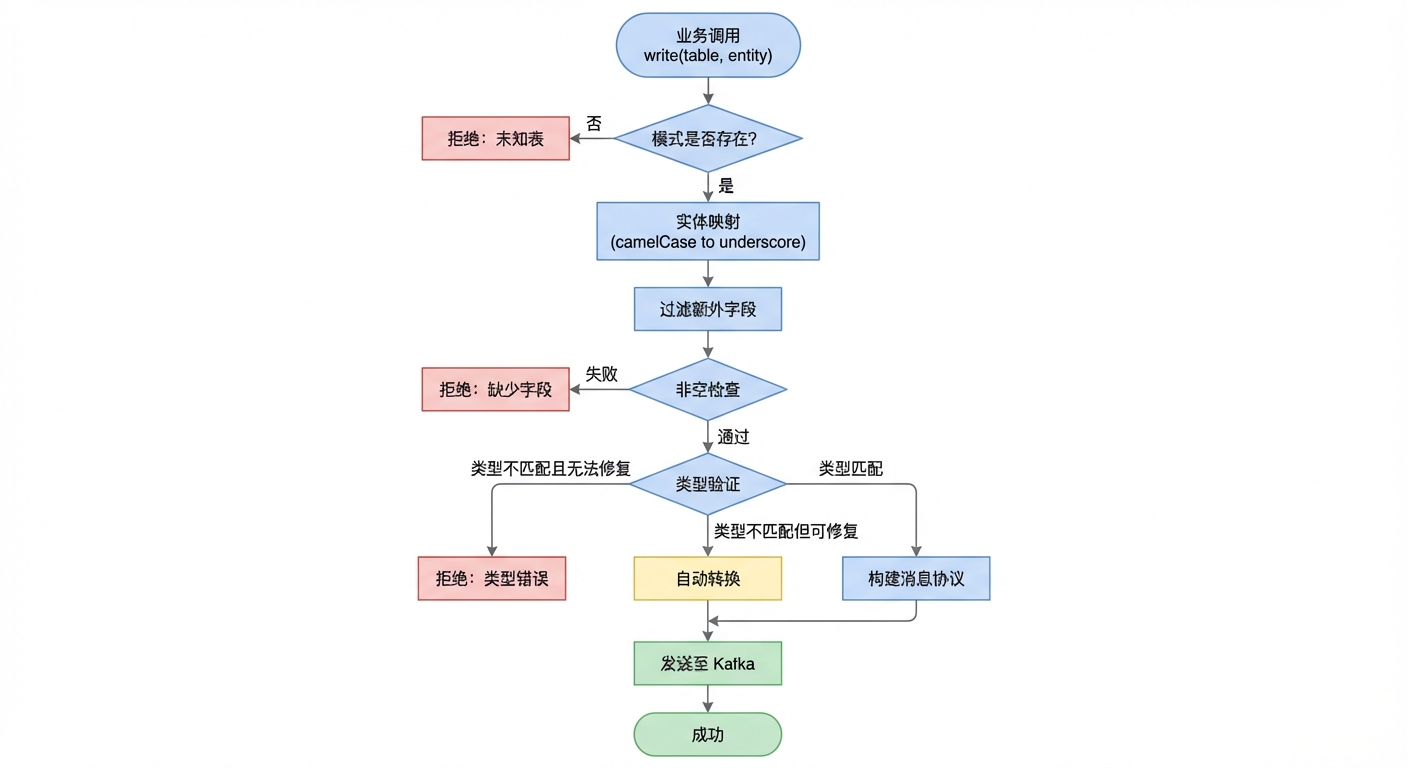 业务调用
write(table, entity)
否
拒绝：未知表
模式是否存在?
是
实体映射
(camelCase to underscore)
过滤额外字段
失败
拒绝：缺少字段
非空检查
通过
类型不匹配且无法修复
类型验证
类型匹配
类型不匹配但可修复
拒绝：类型错误
自动转换
构建消息协议
发送至 Kafka
成功